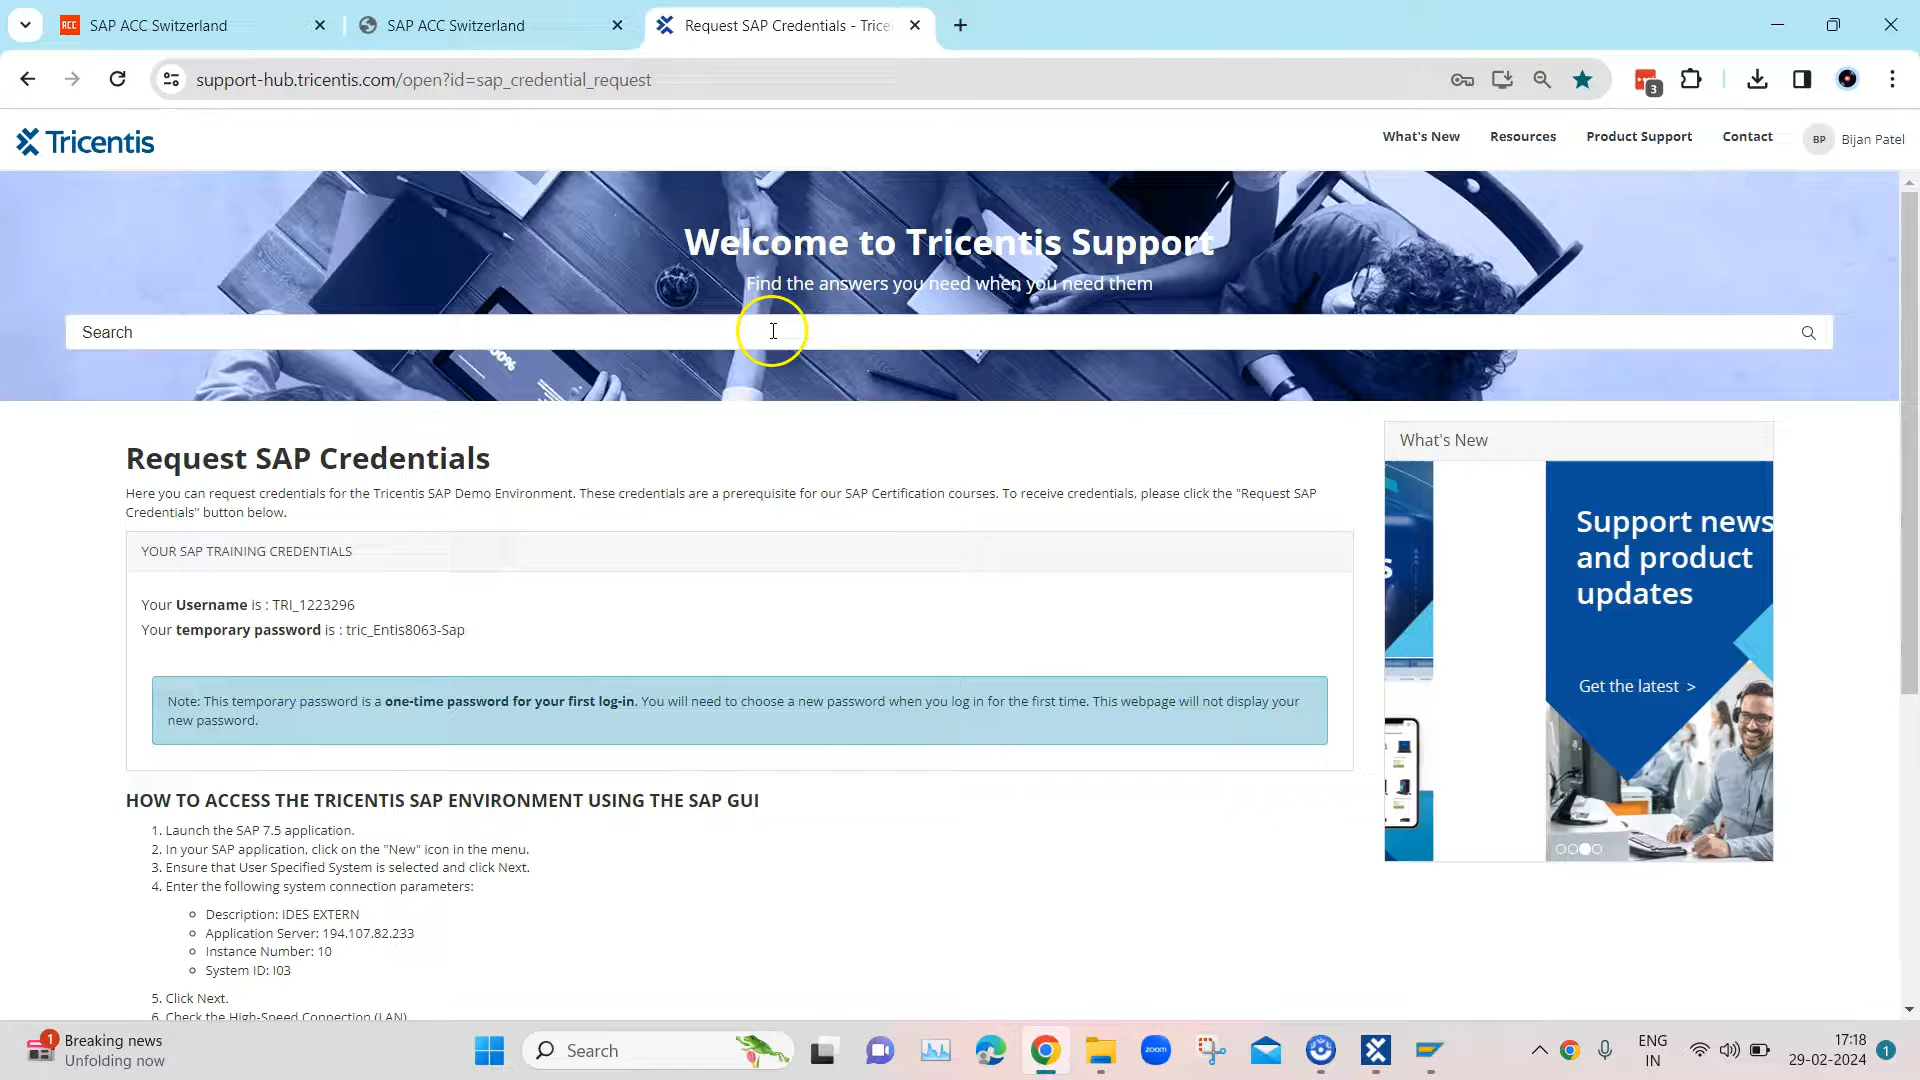 SAP ACC Switzerland
SAP ACC Switzerland
Request SAP Credentials - Trice
support-hub.tricentis.com/open?id=sap_credential_request
3
Tricentis
What's New
Resources
Product Support
Contact
BP
Bijan Patel
Welcome to Tricentis Support
Find the answers you need when you need them
Search
Request SAP Credentials
Here you can request credentials for the Tricentis SAP Demo Environment. These credentials are a prerequisite for our SAP Certification courses. To receive credentials, please click the "Request SAP
Credentials" button below.
YOUR SAP TRAINING CREDENTIALS
Your Username is : TRI_1223296
Your temporary password is : tric_Entis8063-Sap
Note: This temporary password is a one-time password for your first log-in. You will need to choose a new password when you log in for the first time. This webpage will not display your
new password.
HOW TO ACCESS THE TRICENTIS SAP ENVIRONMENT USING THE SAP GUI
1. Launch the SAP 7.5 application.
2. In your SAP application, click on the "New" icon in the menu.
3. Ensure that User Specified System is selected and click Next.
4. Enter the following system connection parameters:
Description: IDES EXTERN
Application Server: 194.107.82.233
Instance Number: 10
System ID: I03
5. Click Next.
6. Check the High-Speed Connection (LAN)
What's New
s
Support news
and product
updates
Get the latest >
1
Breaking news
Unfolding now
Search
zoom
ENG
IN
17:18
29-02-2024
1